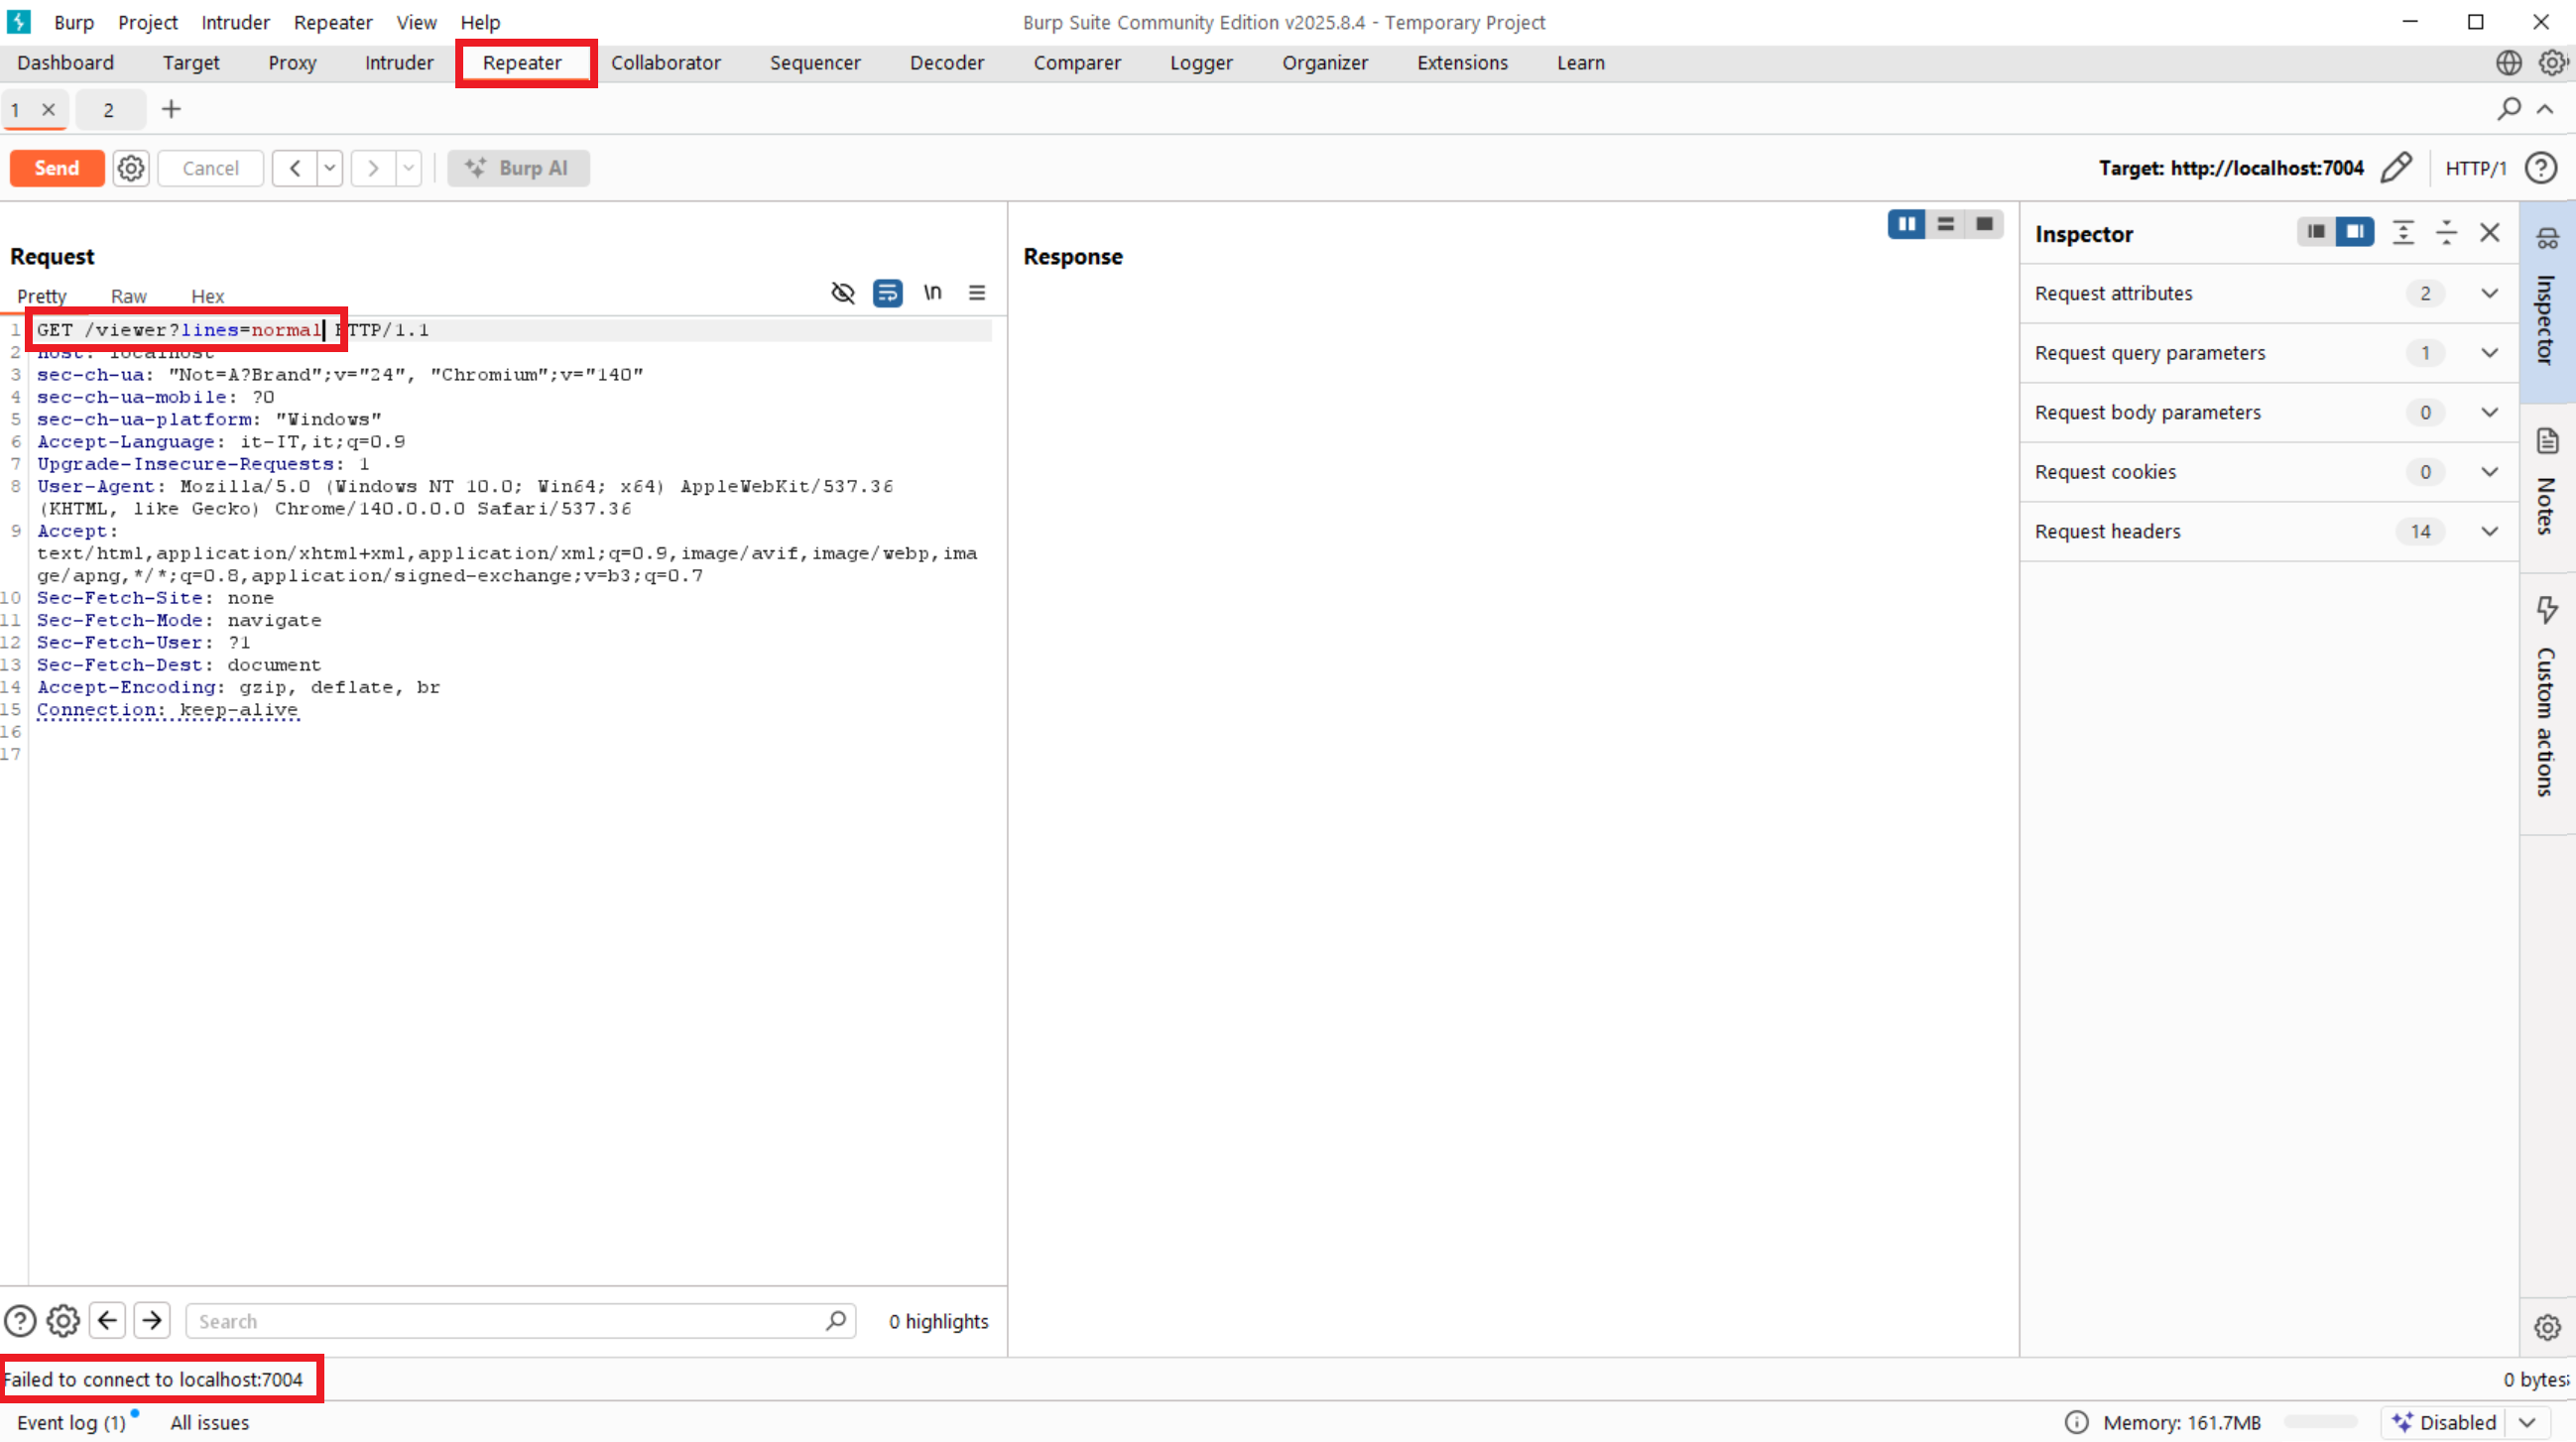 Burp Project Intruder Repeater View Help
Burp Suite Community Edition v2025.8.4 - Temporary Project
Dashboard Target Proxy Intruder Repeater Collaborator Sequencer Decoder Comparer Logger Organizer Extensions Learn
1 × 2 +
Send Cancel < > Burp AI
Target: http://localhost:7004 HTTP/1 ?
Request
Response
Inspector
Pretty Raw Hex \n
1 GET /viewer?lines=normal HTTP/1.1
2 Host: localhost
3 sec-ch-ua: "Not=A?Brand";v="24", "Chromium";v="140"
4 sec-ch-ua-mobile: ?0
5 sec-ch-ua-platform: "Windows"
6 Accept-Language: it-IT,it;q=0.9
7 Upgrade-Insecure-Requests: 1
8 User-Agent: Mozilla/5.0 (Windows NT 10.0; Win64; x64) AppleWebKit/537.36
(KHTML, like Gecko) Chrome/140.0.0.0 Safari/537.36
9 Accept:
text/html,application/xhtml+xml,application/xml;q=0.9,image/avif,image/webp,ima
ge/apng,*/*;q=0.8,application/signed-exchange;v=b3;q=0.7
10 Sec-Fetch-Site: none
11 Sec-Fetch-Mode: navigate
12 Sec-Fetch-User: ?1
13 Sec-Fetch-Dest: document
14 Accept-Encoding: gzip, deflate, br
15 Connection: keep-alive
16
17
Request attributes 2
Request query parameters 1
Request body parameters 0
Request cookies 0
Request headers 14
Inspector
Notes
Custom actions
Search
0 highlights
Failed to connect to localhost:7004
0 bytes
Event log (1) All issues
Memory: 161.7MB
Disabled